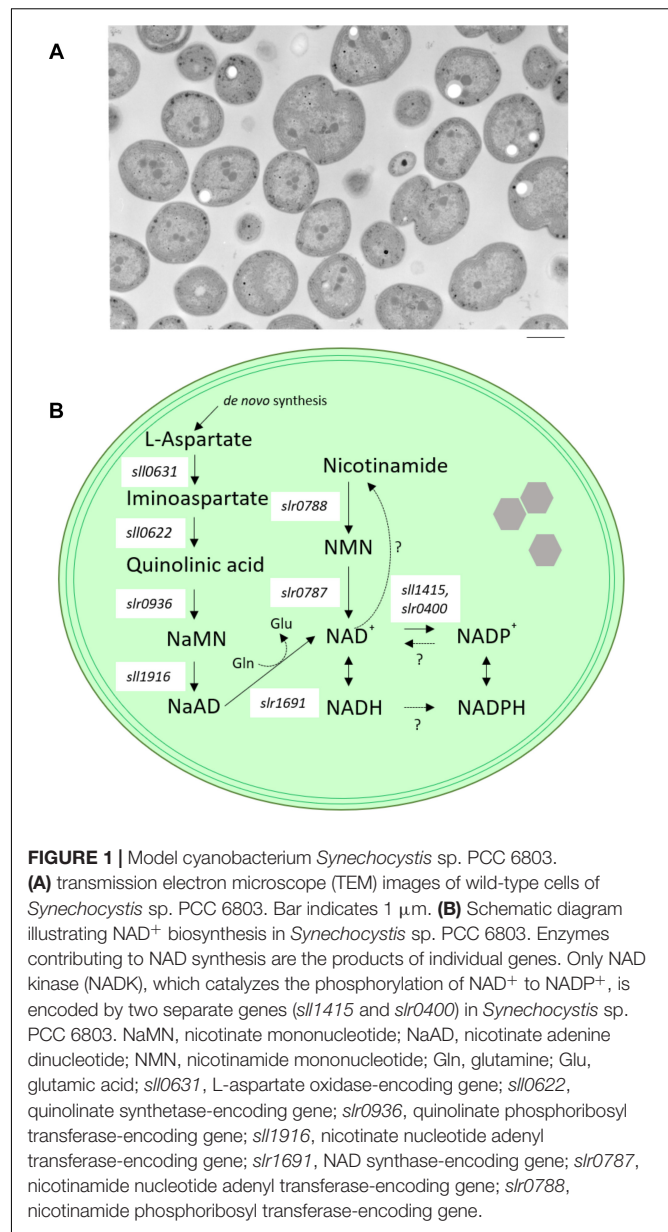 A
B
de novo synthesis
L-Aspartate
sll0631
Iminoaspartate
sll0622
Quinolinic acid
slr0936
NaMN
sll1916
NaAD
Nicotinamide
slr0788
NMN
?
slr0787
sll1415,
slr0400
Glu
Gln
NAD+
NADP+
?
slr1691
NADH
?
NADPH
FIGURE 1 | Model cyanobacterium Synechocystis sp. PCC 6803.
(A) transmission electron microscope (TEM) images of wild-type cells of
Synechocystis sp. PCC 6803. Bar indicates 1 μm. (B) Schematic diagram
illustrating NAD+ biosynthesis in Synechocystis sp. PCC 6803. Enzymes
contributing to NAD synthesis are the products of individual genes. Only NAD
kinase (NADK), which catalyzes the phosphorylation of NAD+ to NADP+, is
encoded by two separate genes (sll1415 and slr0400) in Synechocystis sp.
PCC 6803. NaMN, nicotinate mononucleotide; NaAD, nicotinate adenine
dinucleotide; NMN, nicotinamide mononucleotide; Gln, glutamine; Glu,
glutamic acid; sll0631, L-aspartate oxidase-encoding gene; sll0622,
quinolinate synthetase-encoding gene; slr0936, quinolinate phosphoribosyl
transferase-encoding gene; sll1916, nicotinate nucleotide adenyl
transferase-encoding gene; slr1691, NAD synthase-encoding gene; slr0787,
nicotinamide nucleotide adenyl transferase-encoding gene; slr0788,
nicotinamide phosphoribosyl transferase-encoding gene.